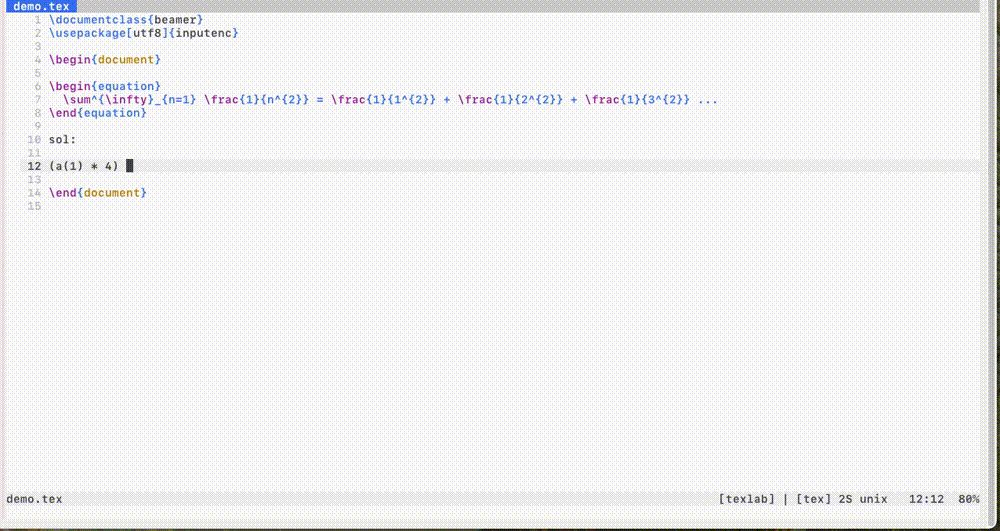 demo.tex
1 \documentclass{beamer}
2 \usepackage[utf8]{inputenc}
3
4 \begin{document}
5
6 \begin{equation}
7   \sum^{\infty}_{n=1} \frac{1}{n^{2}} = \frac{1}{1^{2}} + \frac{1}{2^{2}} + \frac{1}{3^{2}} ...
8 \end{equation}
9
10 sol:
11
12 (a(1) * 4)
13
14 \end{document}
15
demo.tex [texlab] | [tex] 2S unix 12:12 80%